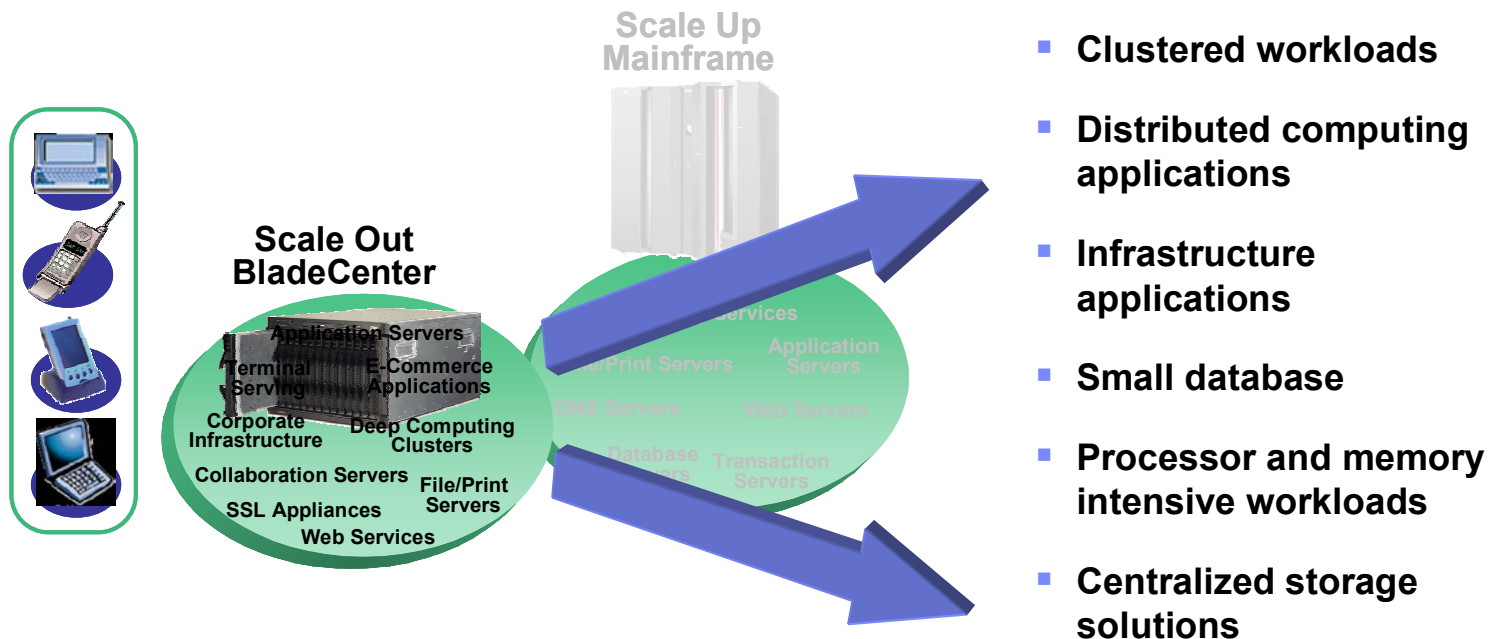 Scale Up
Mainframe
Scale Out
BladeCenter
Application Servers
Terminal
Serving
E-Commerce
Applications
Corporate
Infrastructure
Deep Computing
Clusters
Collaboration Servers
File/Print
Servers
SSL Appliances
Web Services
Services
Print Servers
Application
Servers
DNS Servers
Web Servers
Database
Transaction
Servers
Clustered workloads
Distributed computing
applications
Infrastructure
applications
Small database
Processor and memory
intensive workloads
Centralized storage
solutions